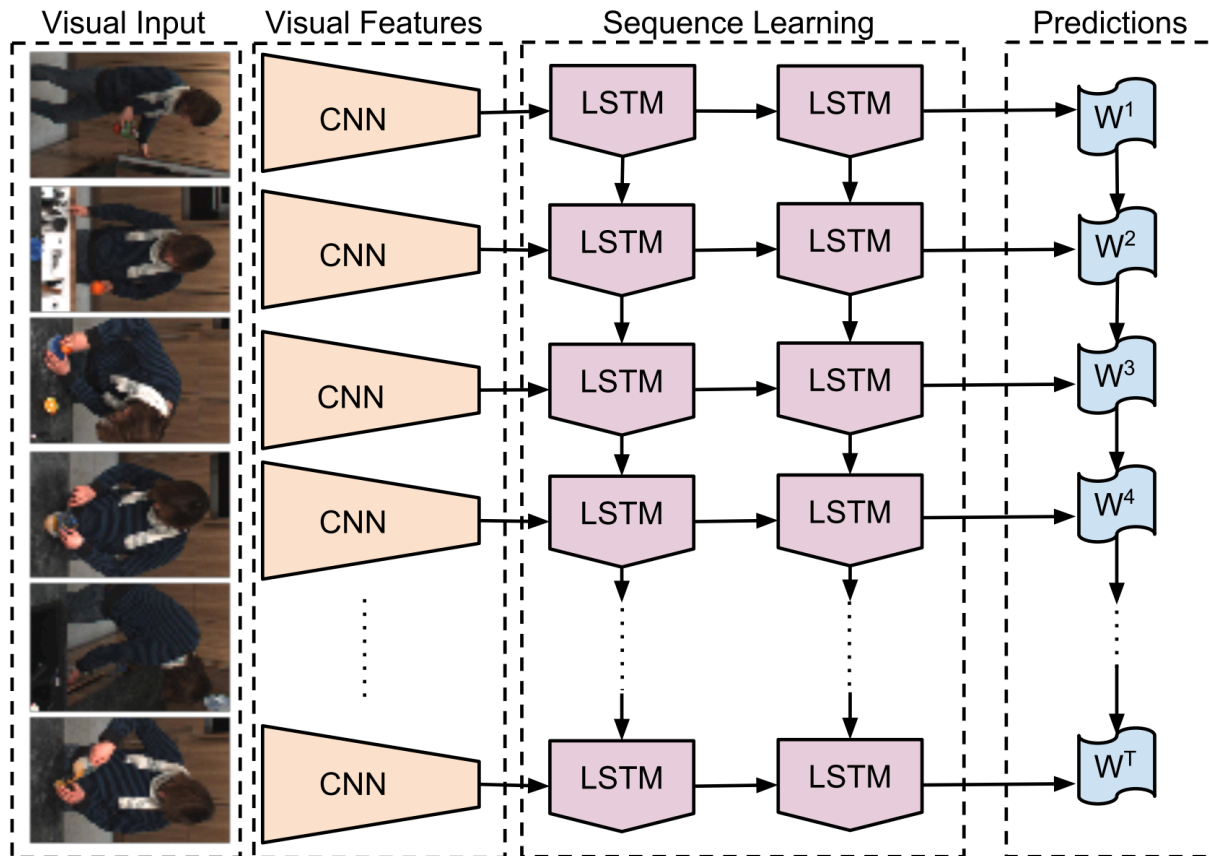 Visual Input Visual Features Sequence Learning Predictions
CNN LSTM LSTM W¹
CNN LSTM LSTM W²
CNN LSTM LSTM W³
CNN LSTM LSTM W⁴
CNN LSTM LSTM Wᵀ